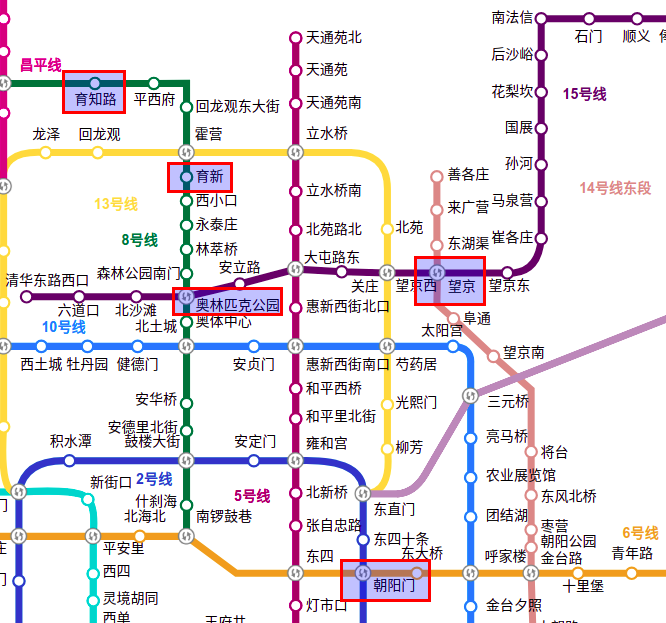 南法信
石门
顺义
天通苑北
后沙峪
昌平线
天通苑
育知路
平西府
花梨坎
15号线
天通苑南
回龙观东大街
龙泽
回龙观
霍营
立水桥
国展
孙河
育新
善各庄
14号线东段
立水桥南
13号线
西小口
马泉营
来广营
永泰庄
北苑路北
北苑
8号线
崔各庄
林萃桥
东湖渠
大屯路东
森林公园南门
安立路
清华东路西口
关庄
望京西
望京
望京东
奥林匹克公园
六道口
北沙滩
惠新西街北口
奥体中心
阜通
10号线
北土城
太阳宫
望京南
西土城
牡丹园
健德门
安贞门
惠新西街南口
芍药居
和平西桥
安华桥
光熙门
三元桥
和平里北街
安德里北街
亮马桥
积水潭
鼓楼大街
安定门
雍和宫
柳芳
将台
农业展览馆
新街口
2号线
北新桥
5号线
东风北桥
什刹海
门
东直门
北海北
南锣鼓巷
团结湖
张自忠路
枣营
6号线
东四十条
朝阳公园
庄
平安里
东四
东大桥
呼家楼
金台路
青年路
西四
门
朝阳门
十里堡
灵境胡同
灯市口
金台夕照
西单